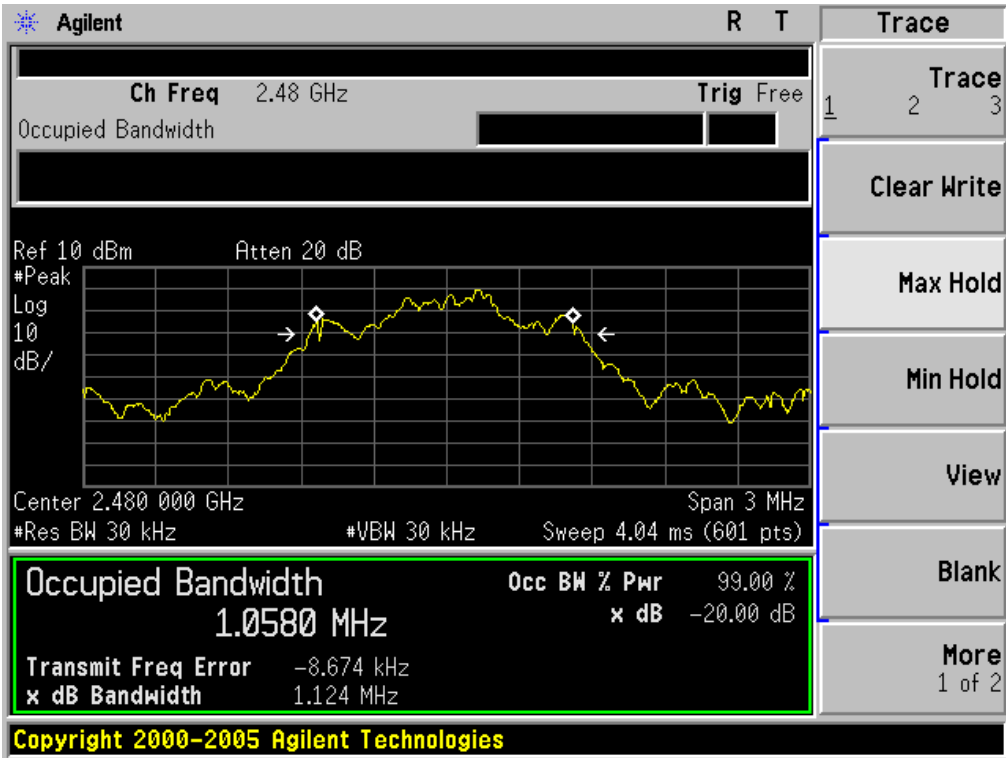 Agilent R T Trace
Ch Freq 2.48 GHz Trig Free
Occupied Bandwidth
Trace
1 2 3
Clear Write
Ref 10 dBm Atten 20 dB
#Peak
Log
10
dB/
Max Hold
Min Hold
View
Center 2.480 000 GHz Span 3 MHz
#Res BW 30 kHz #VBW 30 kHz Sweep 4.04 ms (601 pts)
Occupied Bandwidth
1.0580 MHz
Occ BW % Pwr 99.00 %
x dB -20.00 dB
Transmit Freq Error -8.674 kHz
x dB Bandwidth 1.124 MHz
Blank
More
1 of 2
Copyright 2000-2005 Agilent Technologies